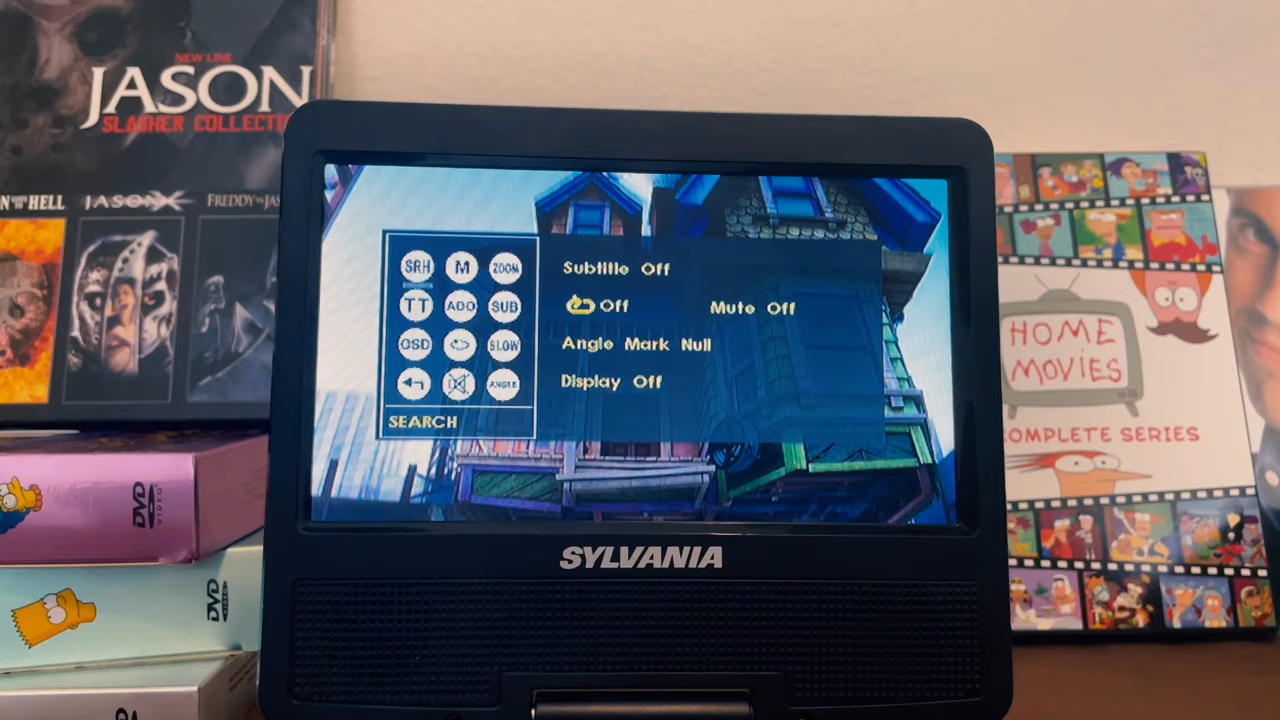 NEW LINE
JASON
SLASHER COLLECTI
N HELL
JASON X
FREDDY VS JAS
SRH M ZOOM
TT ADO SUB
OSD SLOW
ANGLE
SEARCH
Subtitle Off
Off Mute Off
Angle Mark Null
Display Off
SYLVANIA
DVD
VIDEO
DVD
VIDEO
HOME
MOVIES
COMPLETE SERIES